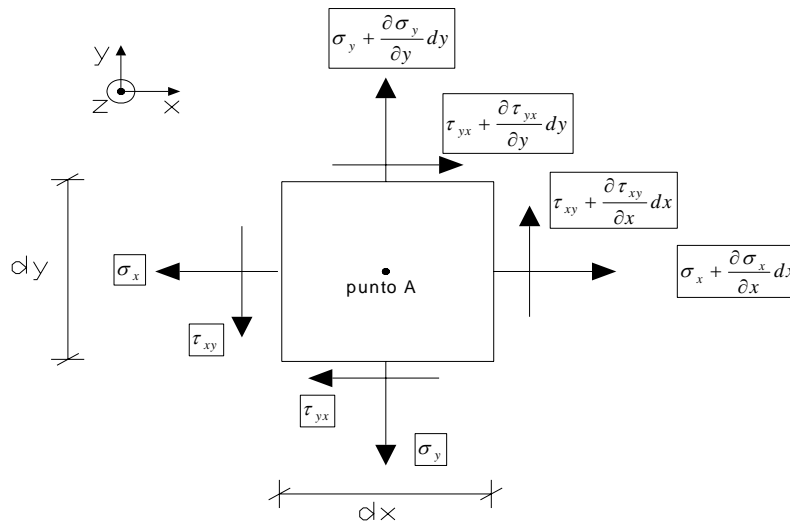 σ_y + ∂σ_y/∂y dy
y
z x
τ_yx + ∂τ_yx/∂y dy
τ_xy + ∂τ_xy/∂x dx
dy
σ_x
σ_x + ∂σ_x/∂x dx
punto A
τ_xy
τ_yx
σ_y
dx